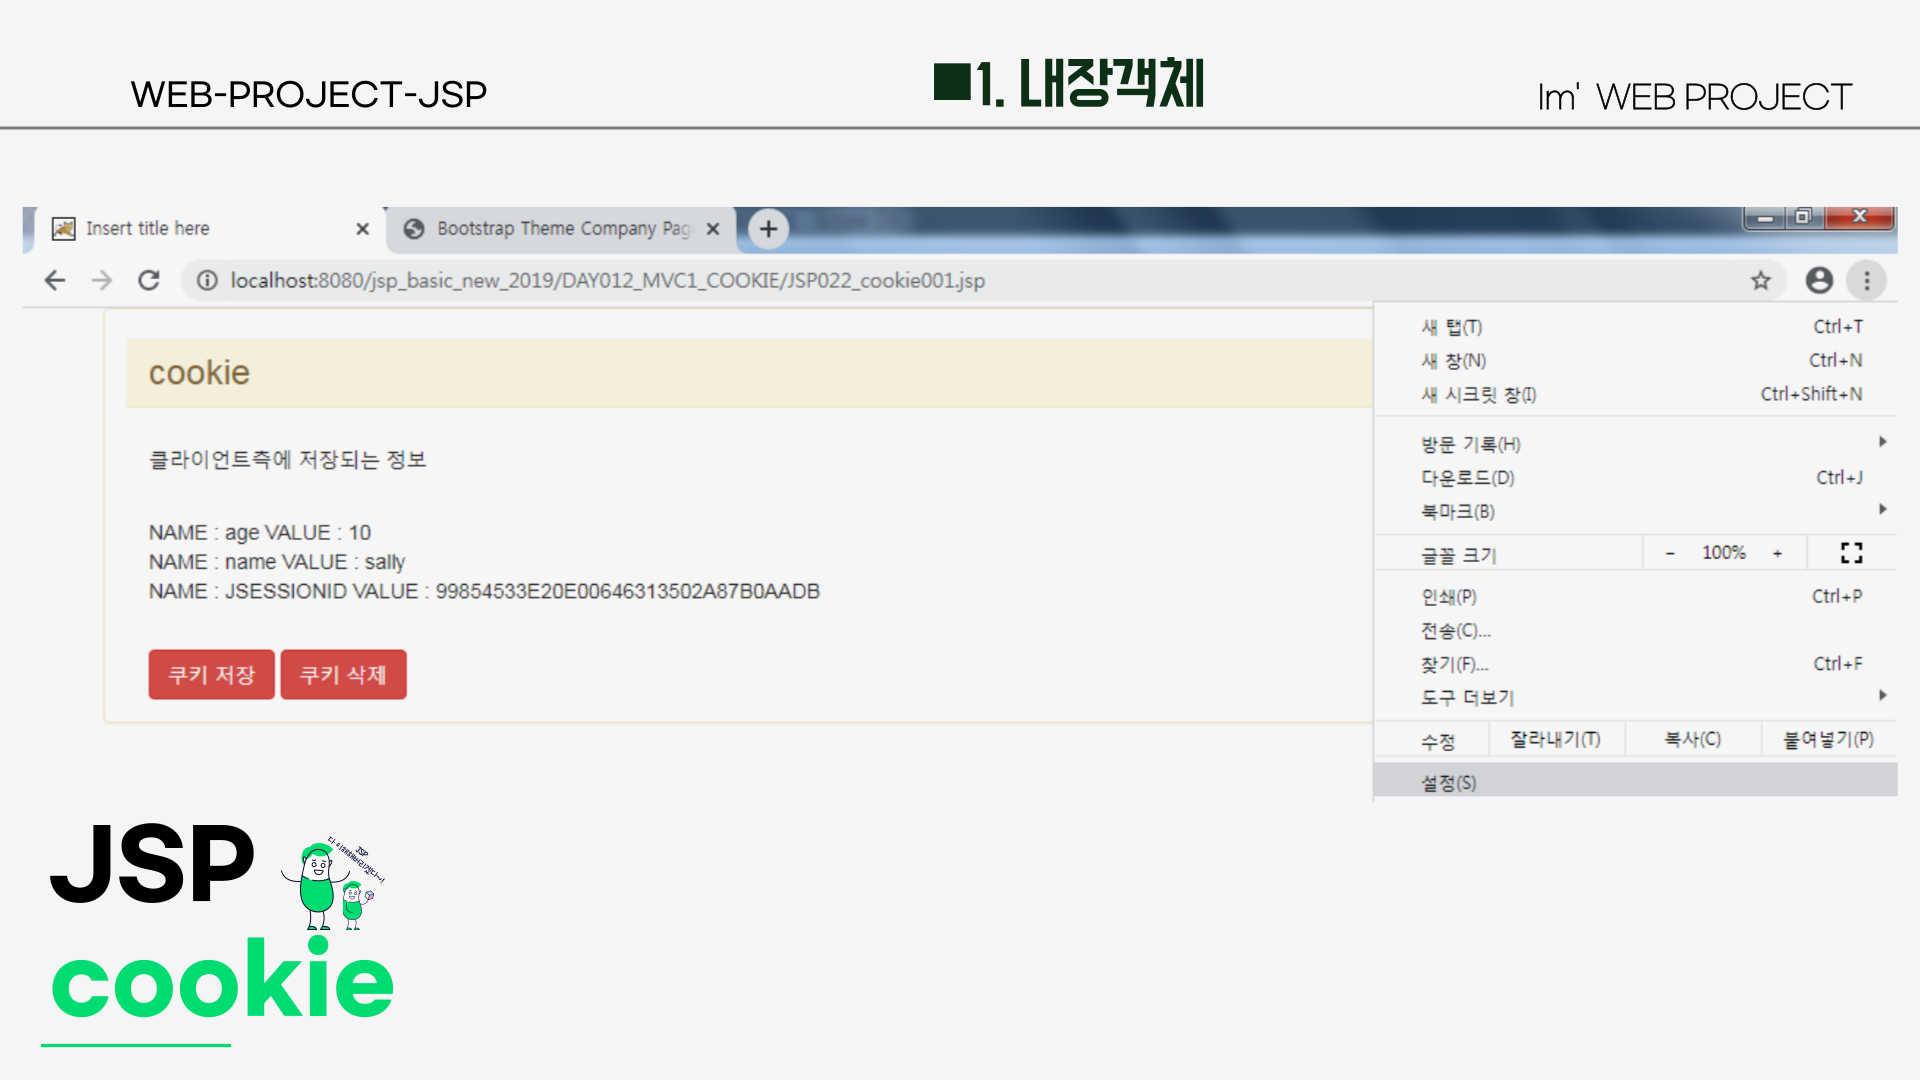 WEB-PROJECT-JSP
■1. 내장객체
Im' WEB PROJECT
Insert title here
Bootstrap Theme Company Pag
localhost:8080/jsp_basic_new_2019/DAY012_MVC1_COOKIE/JSP022_cookie001.jsp
cookie
클라이언트측에 저장되는 정보
NAME : age VALUE : 10
NAME : name VALUE : sally
NAME : JSESSIONID VALUE : 99854533E20E00646313502A87B0AADB
쿠키 저장 쿠키 삭제
새 탭(T) Ctrl+T
새 창(N) Ctrl+N
새 시크릿 창(I) Ctrl+Shift+N
방문 기록(H)
다운로드(D) Ctrl+J
북마크(B)
글꼴 크기 - 100% +
인쇄(P) Ctrl+P
전송(C)...
찾기(F)... Ctrl+F
도구 더보기
수정 잘라내기(T) 복사(C) 붙여넣기(P)
설정(S)
JSP
JSP
cookie